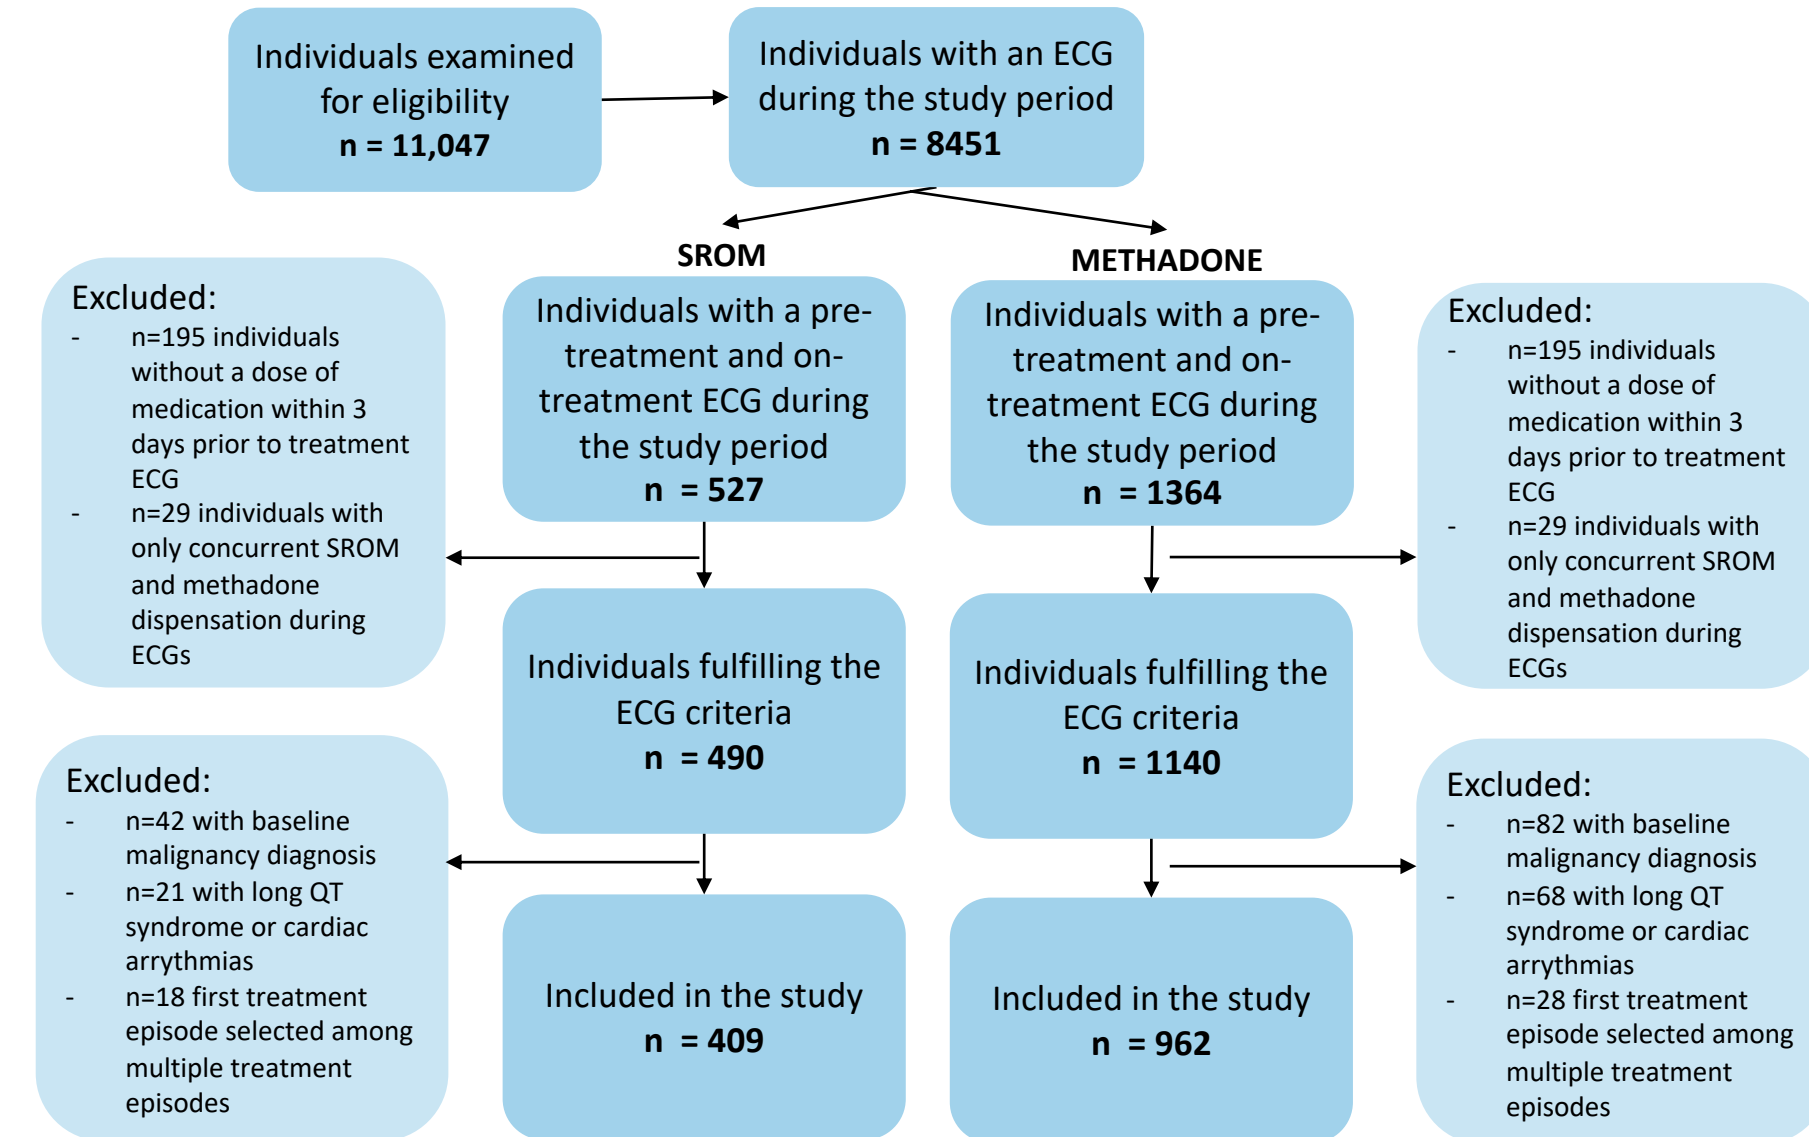 Individuals examined
for eligibility
n = 11,047
Individuals with an ECG
during the study period
n = 8451
SROM
METHADONE
Excluded:
- n=195 individuals
without a dose of
medication within 3
days prior to treatment
ECG
- n=29 individuals with
only concurrent SROM
and methadone
dispensation during
ECGs
Individuals with a pre-
treatment and on-
treatment ECG during
the study period
n = 527
Individuals with a pre-
treatment and on-
treatment ECG during
the study period
n = 1364
Excluded:
- n=195 individuals
without a dose of
medication within 3
days prior to treatment
ECG
- n=29 individuals with
only concurrent SROM
and methadone
dispensation during
ECGs
Individuals fulfilling the
ECG criteria
n = 490
Individuals fulfilling the
ECG criteria
n = 1140
Excluded:
- n=42 with baseline
malignancy diagnosis
- n=21 with long QT
syndrome or cardiac
arrythmias
- n=18 first treatment
episode selected among
multiple treatment
episodes
Included in the study
n = 409
Included in the study
n = 962
Excluded:
- n=82 with baseline
malignancy diagnosis
- n=68 with long QT
syndrome or cardiac
arrythmias
- n=28 first treatment
episode selected among
multiple treatment
episodes